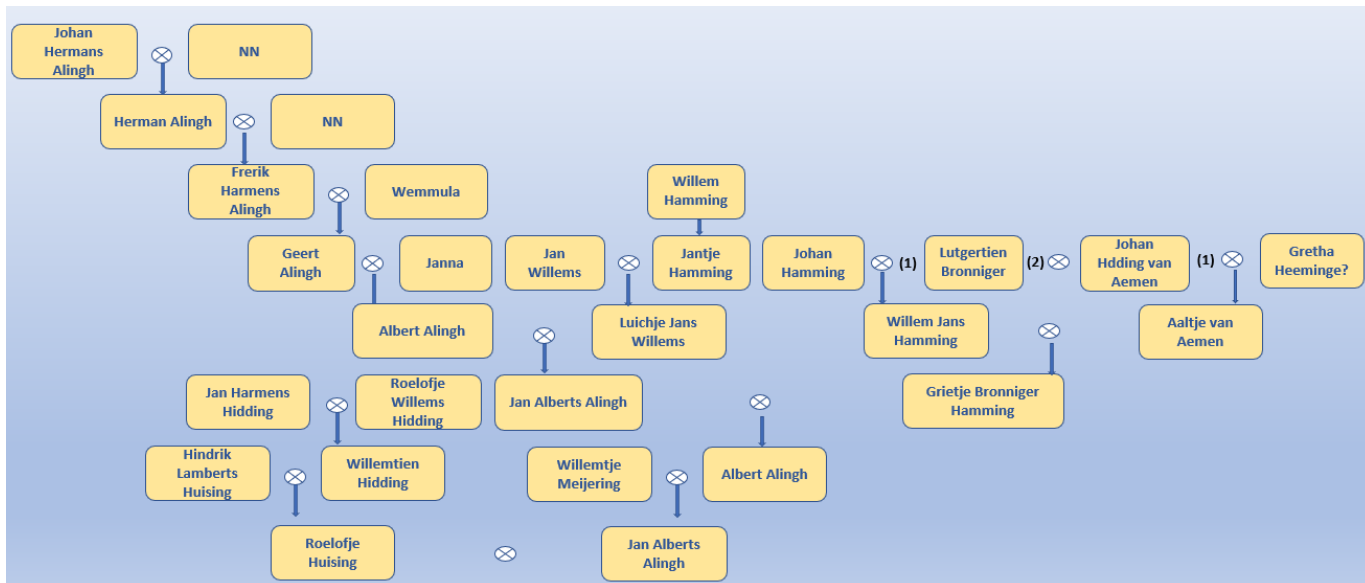 Johan
Hermans
Alingh
NN
Herman Alingh
NN
Frerik
Harmens
Alingh
Wemmula
Willem
Hamming
Geert
Alingh
Janna
Jan
Willems
Jantje
Hamming
Johan
Hamming
(1)
Lutgertien
Bronniger
(2)
Johan
Hdding van
Aemen
(1)
Gretha
Heeminge?
Albert Alingh
Luichje Jans
Willems
Willem Jans
Hamming
Aaltje van
Aemen
Jan Harmens
Hidding
Roelofje
Willems
Hidding
Jan Alberts Alingh
Grietje Bronniger
Hamming
Hindrik
Lamberts
Huising
Willemtien
Hidding
Willemtje
Meijering
Albert Alingh
Roelofje
Huising
Jan Alberts
Alingh